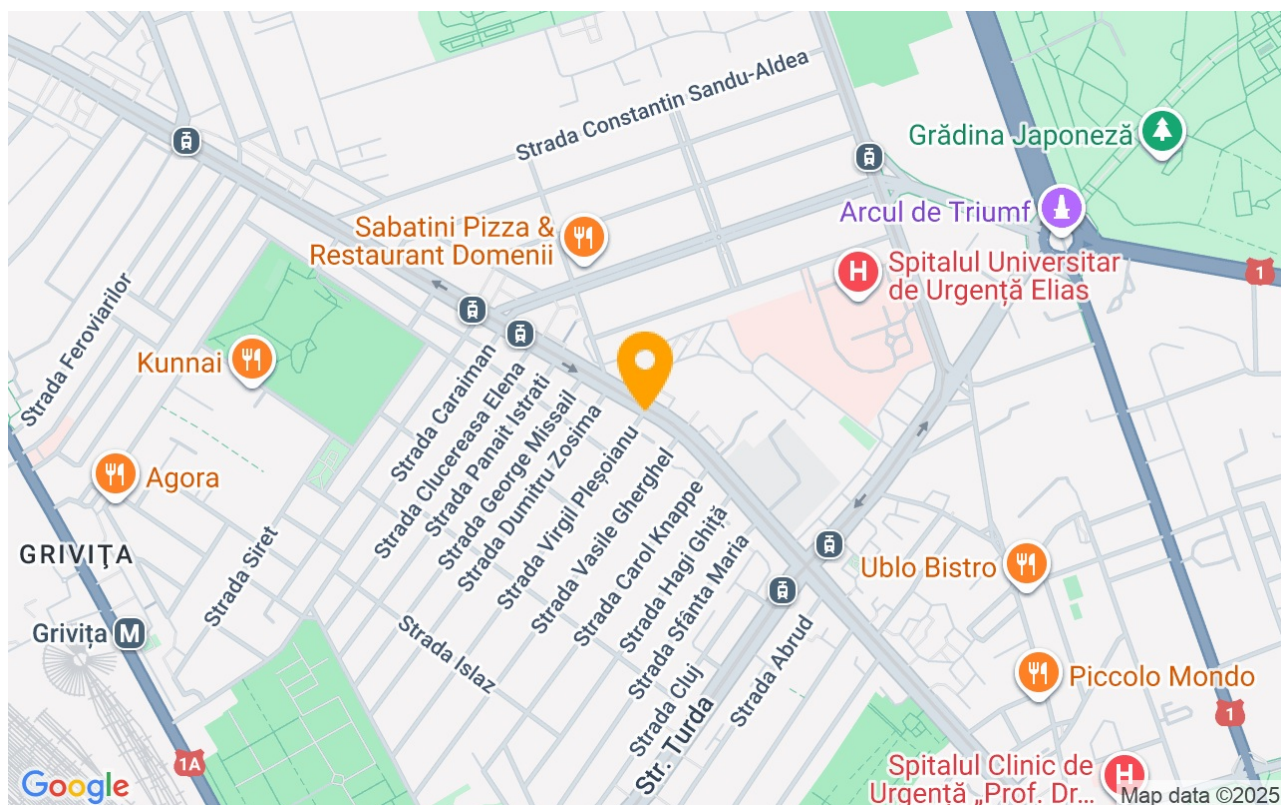 Strada Constantin Sandu-Aldea
Grădina Japoneză
Arcul de Triumf
Sabatini Pizza &
Restaurant Domenii
Spitalul Universitar
de Urgență Elias
H
1
Strada Feroviarilor
Kunnai
Strada Caraiman
Strada Clucereasa Elena
Strada Panait Istrati
Strada George Missail
Strada Dumitru Zosima
Strada Virgil Pleșoianu
Strada Vasile Gherghel
Strada Carol Knappe
Strada Hagi Ghiță
Strada Sfânta Maria
Strada Cluj
Str. Turda
Strada Abrud
Agora
GRIVIŢA
Strada Siret
Grivița
M
Strada Islaz
Ublo Bistro
Piccolo Mondo
1
1A
Spitalul Clinic de
Urgență „Prof. Dr...
H
Google
Map data ©2025